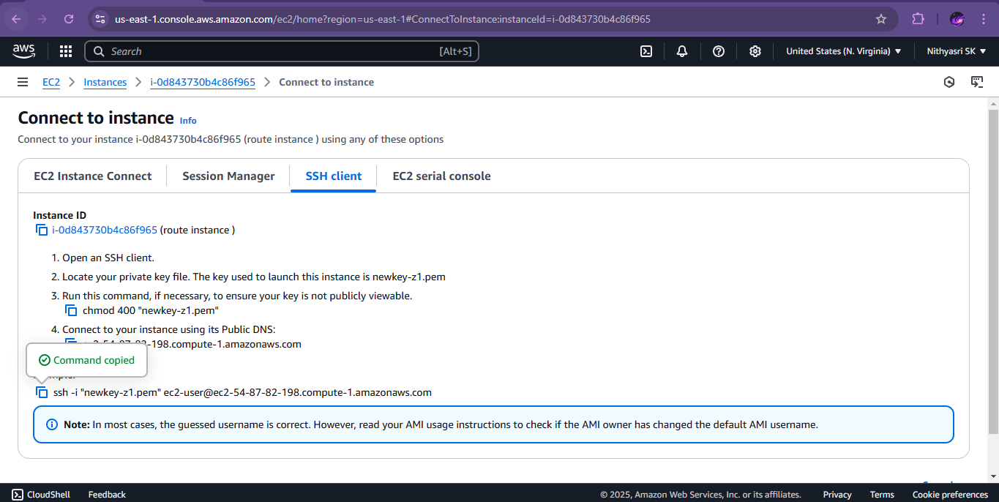 us-east-1.console.aws.amazon.com/ec2/home?region=us-east-1#ConnectToInstance:instanceId=i-0d843730b4c86f965
aws Search [Alt+S] United States (N. Virginia) Nithyasri SK
EC2 Instances i-0d843730b4c86f965 Connect to instance
Connect to instance Info
Connect to your instance i-0d843730b4c86f965 (route instance ) using any of these options
EC2 Instance Connect Session Manager SSH client EC2 serial console
Instance ID
i-0d843730b4c86f965 (route instance )
1. Open an SSH client.
2. Locate your private key file. The key used to launch this instance is newkey-z1.pem
3. Run this command, if necessary, to ensure your key is not publicly viewable.
chmod 400 "newkey-z1.pem"
4. Connect to your instance using its Public DNS:
-198.compute-1.amazonaws.com
Command copied
ssh -i "newkey-z1.pem" ec2-user@ec2-54-87-82-198.compute-1.amazonaws.com
Note: In most cases, the guessed username is correct. However, read your AMI usage instructions to check if the AMI owner has changed the default AMI username.
CloudShell Feedback © 2025, Amazon Web Services, Inc. or its affiliates. Privacy Terms Cookie preferences